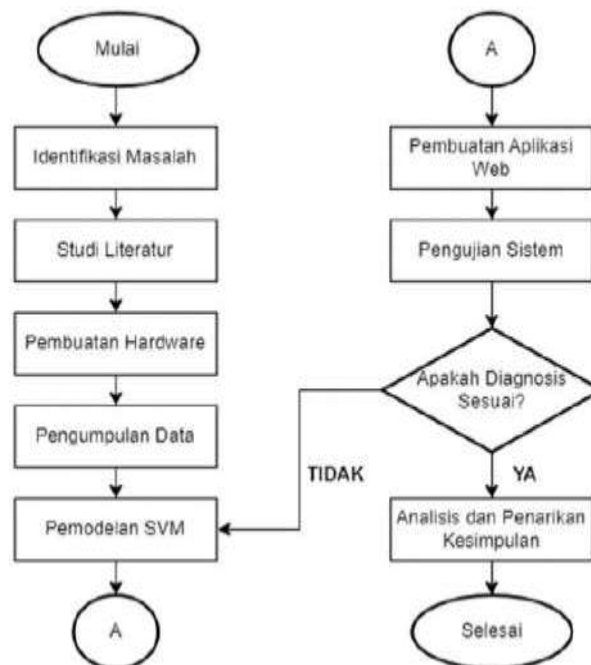 Mulai
Identifikasi Masalah
Studi Literatur
Pembuatan Hardware
Pengumpulan Data
Pemodelan SVM
A
A
Pembuatan Aplikasi
Web
Pengujian Sistem
Apakah Diagnosis
Sesuai?
TIDAK
YA
Analisis dan Penarikan
Kesimpulan
Selesai